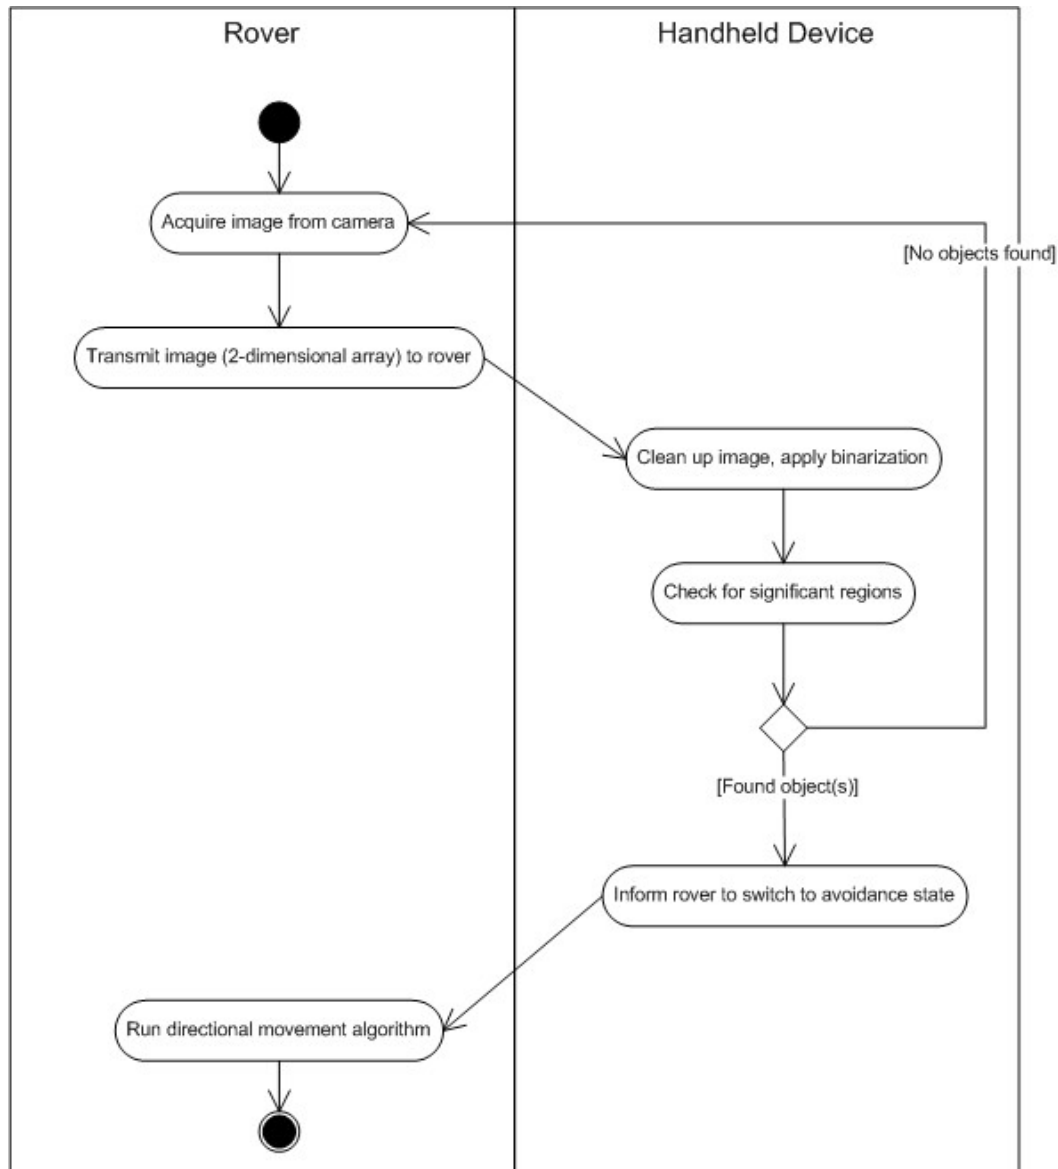 Rover
Handheld Device
Acquire image from camera
[No objects found]
Transmit image (2-dimensional array) to rover
Clean up image, apply binarization
Check for significant regions
[Found object(s)]
Inform rover to switch to avoidance state
Run directional movement algorithm